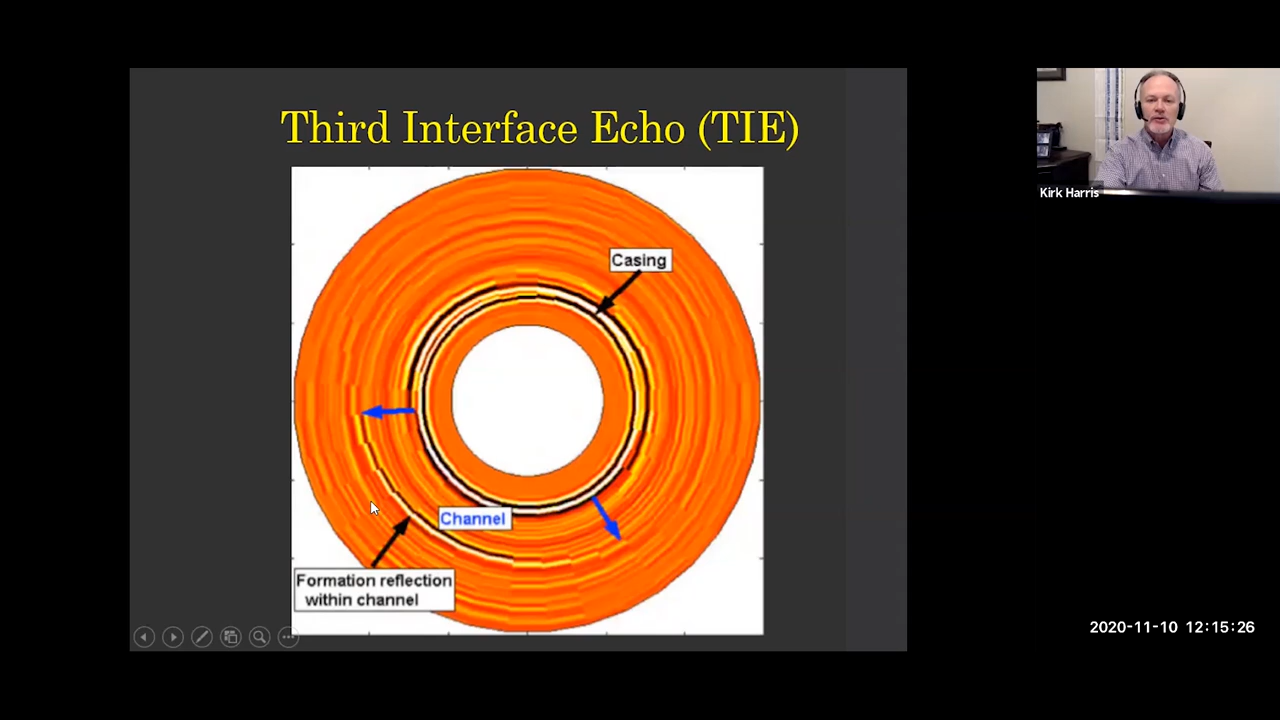 Third Interface Echo (TIE)
Casing
Channel
Formation reflection
within channel
Kirk Harris
2020-11-10 12:15:26